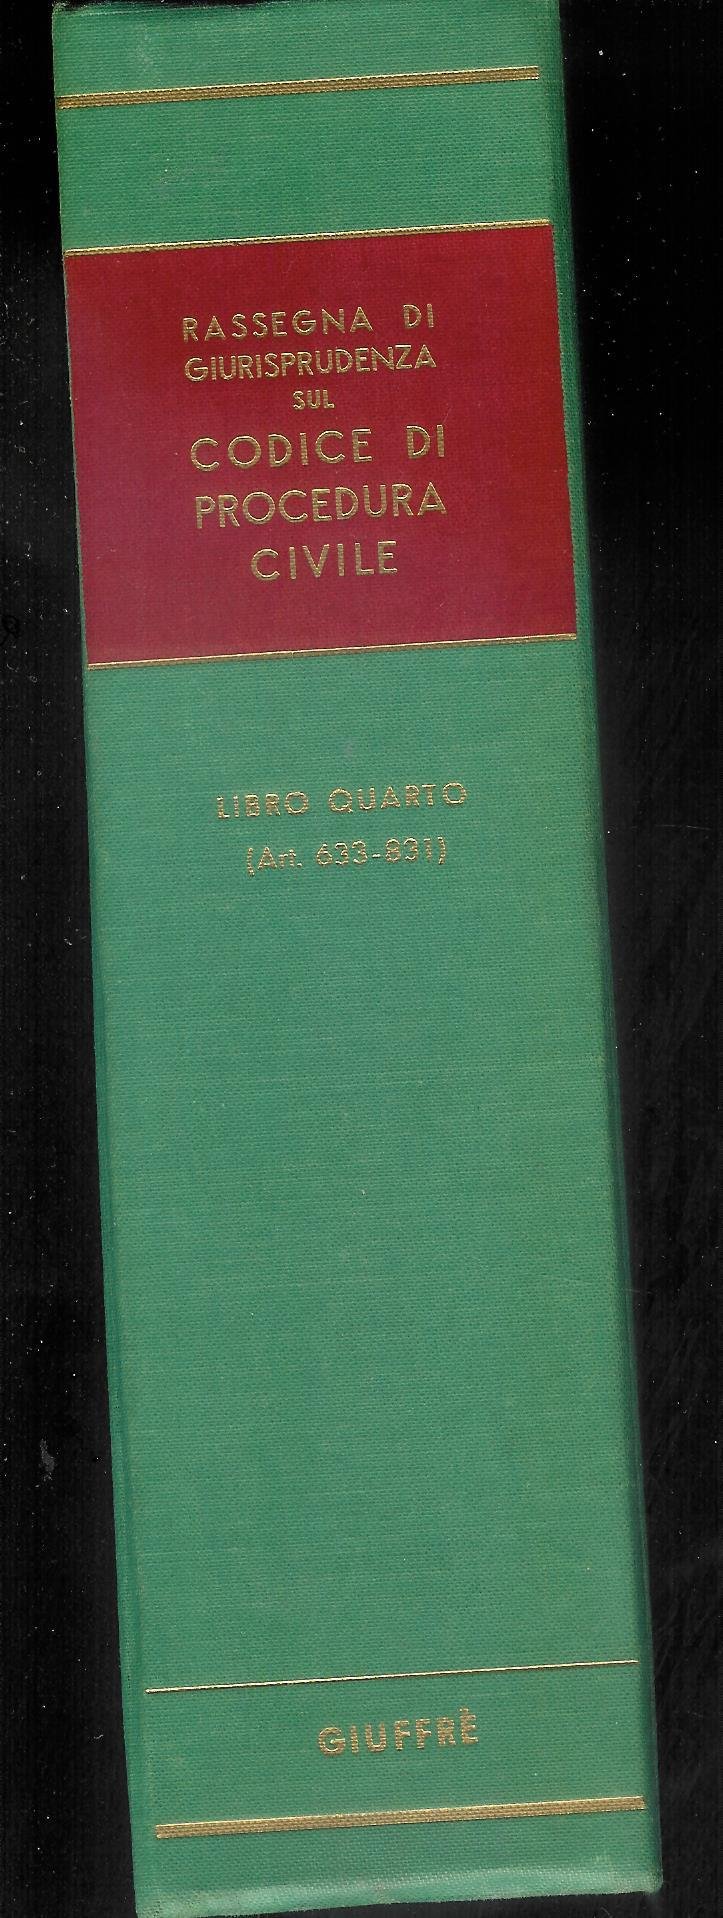 RASSEGNA DI
GIURISPRUDENZA
SUL
CODICE DI
PROCEDURA
CIVILE
LIBRO QUARTO
(Art. 633-831)
GIUFFRÈ